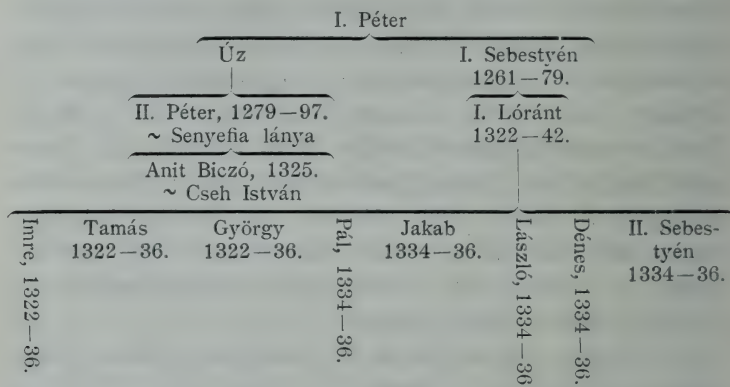 I. Péter
Úz
I. Sebestyén
1261—79.
II. Péter, 1279—97.
~ Senyefia lánya
I. Lóránt
1322—42.
Anit Biczó, 1325.
~ Cseh István
Imre, 1322—36.
Tamás
1322—36.
György
1322—36.
Pál, 1334—36.
Jakab
1334—36.
László, 1334—36
Dénes, 1334—36.
II. Sebes-
tyén
1334—36.